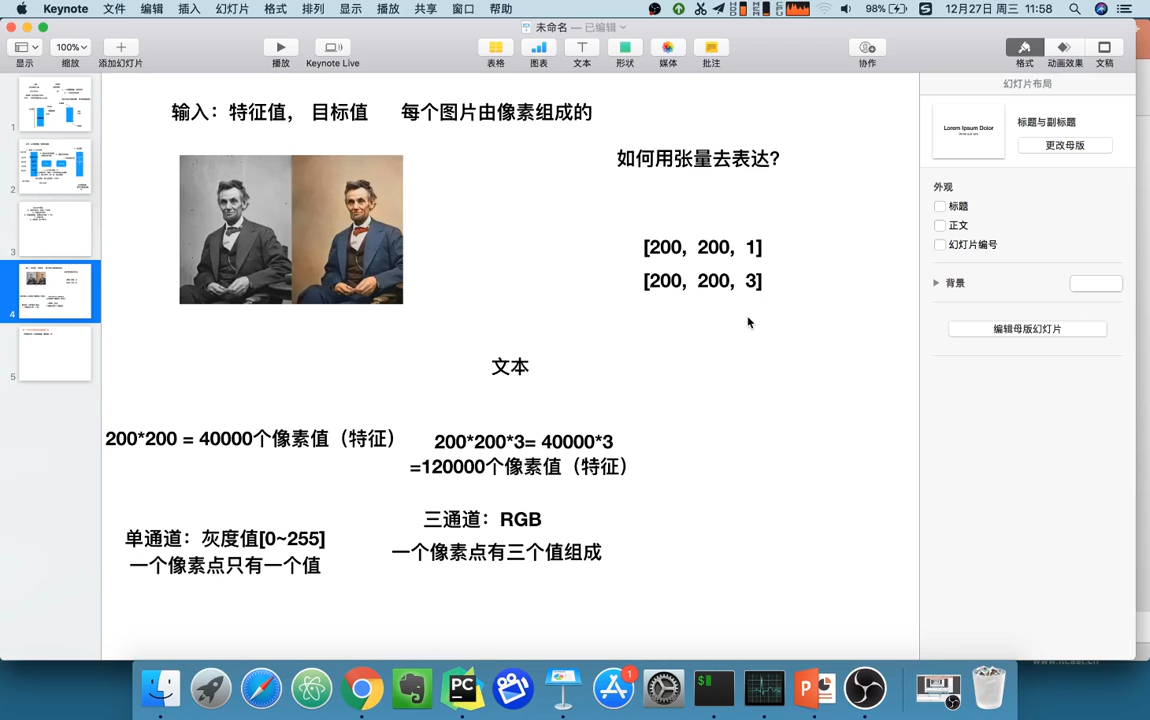 Keynote 文件 编辑 插入 幻灯片 格式 排列 显示 播放 共享 窗口 帮助 98% 12月27日 周三 11:58
未命名 — 已编辑
100%
显示 缩放 添加幻灯片 播放 Keynote Live 表格 图表 文本 形状 媒体 批注 协作 格式 动画效果 文稿
幻灯片布局
输入：特征值， 目标值 每个图片由像素组成的
Lorem Ipsum Dolor
标题与副标题
更改母版
如何用张量去表达?
外观
标题
正文
幻灯片编号
[200, 200, 1]
[200, 200, 3]
背景
编辑母版幻灯片
文本
200*200 = 40000个像素值（特征）
200*200*3= 40000*3
=120000个像素值（特征）
三通道：RGB
一个像素点有三个值组成
单通道：灰度值[0~255]
一个像素点只有一个值
1
2
3
4
5
PC
$
P
1